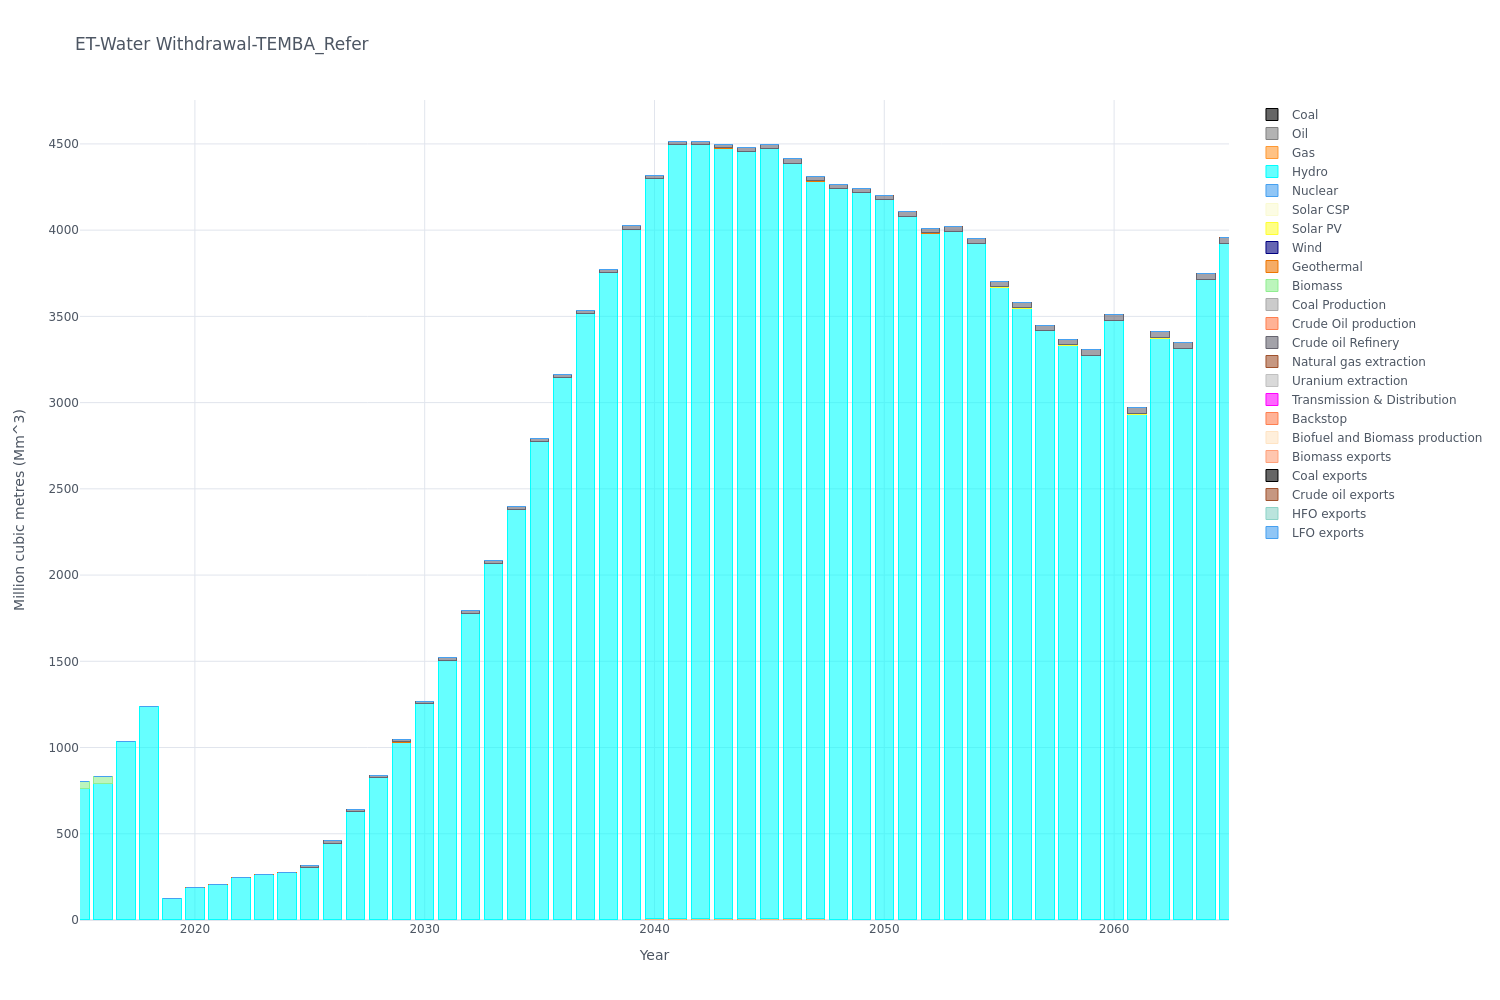 ET-Water Withdrawal-TEMBA_Refer
Million cubic metres (Mm^3)
4500
4000
3500
3000
2500
2000
1500
1000
500
0
2020
2030
2040
2050
2060
Year
Coal
Oil
Gas
Hydro
Nuclear
Solar CSP
Solar PV
Wind
Geothermal
Biomass
Coal Production
Crude Oil production
Crude oil Refinery
Natural gas extraction
Uranium extraction
Transmission & Distribution
Backstop
Biofuel and Biomass production
Biomass exports
Coal exports
Crude oil exports
HFO exports
LFO exports